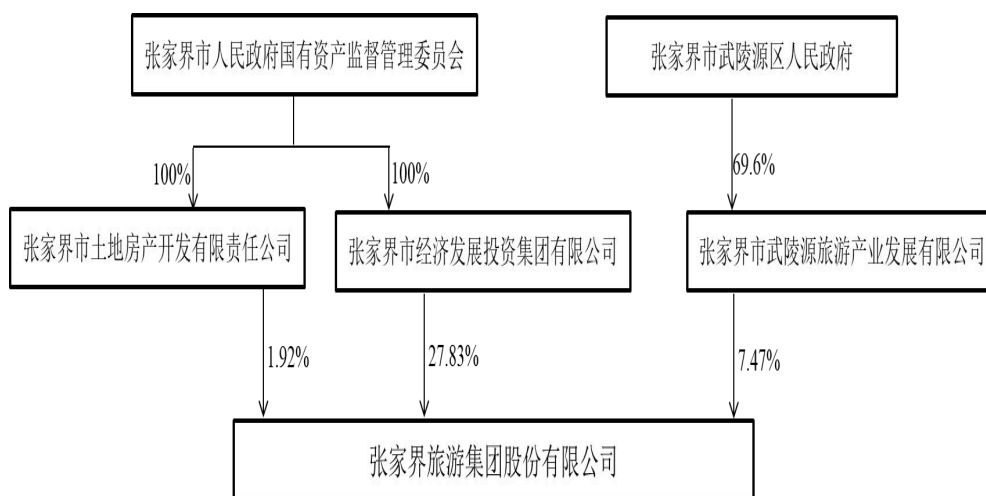 张家界市人民政府国有资产监督管理委员会
张家界市武陵源区人民政府
100%
100%
69.6%
张家界市土地房产开发有限责任公司
张家界市经济发展投资集团有限公司
张家界市武陵源旅游产业发展有限公司
1.92%
27.83%
7.47%
张家界旅游集团股份有限公司